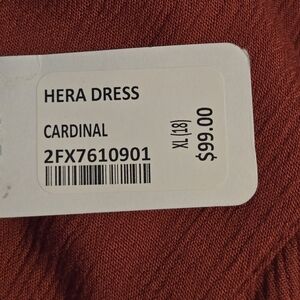 HERA DRESS
CARDINAL
2FX7610901
XL (18)
$99.00